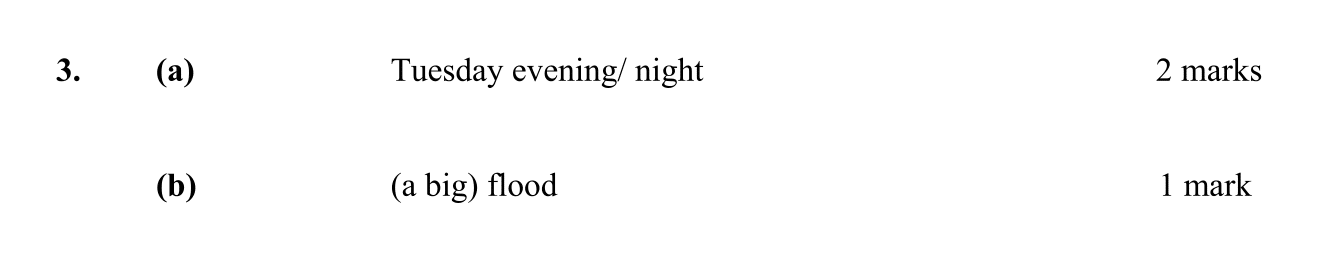 3. (a) Tuesday evening/ night 2 marks
(b) (a big) flood 1 mark